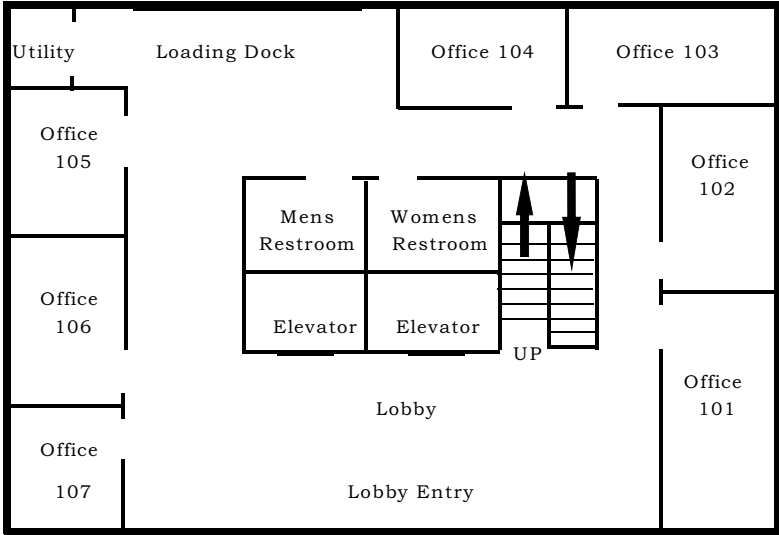 Utility
Loading Dock
Office 104
Office 103
Office
105
Office
102
Mens
Restroom
Womens
Restroom
Office
106
Elevator
Elevator
UP
Office
101
Lobby
Office
107
Lobby Entry